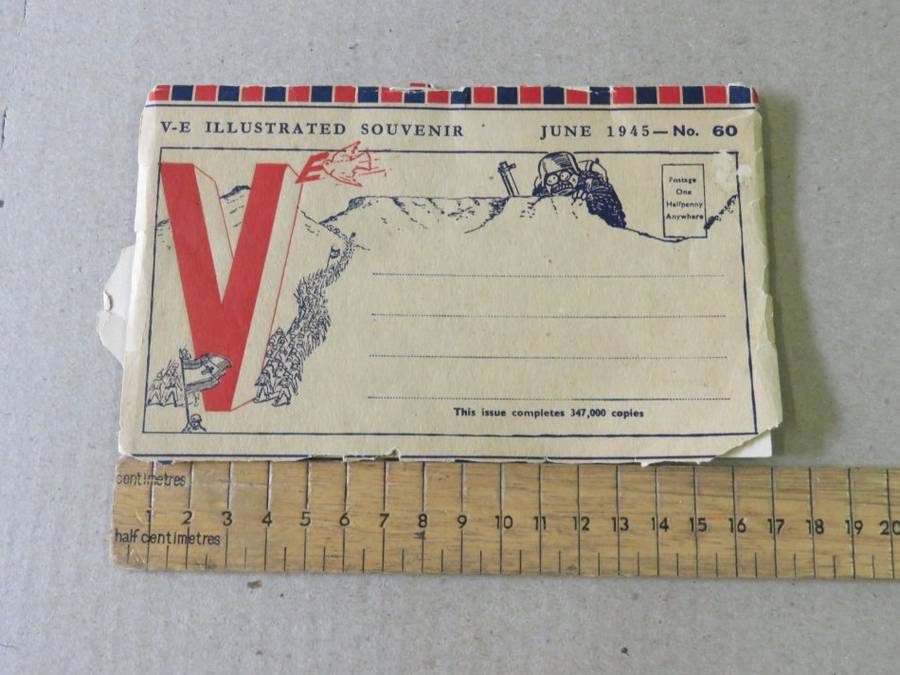 V-E ILLUSTRATED SOUVENIR JUNE 1945—No. 60
VE
Postage
One
Halfpenny
Anywhere
This issue completes 347,000 copies
centimetres
1 2 3 4 5 6 7 8 9 10 11 12 13 14 15 16 17 18 19 20
half centimetres